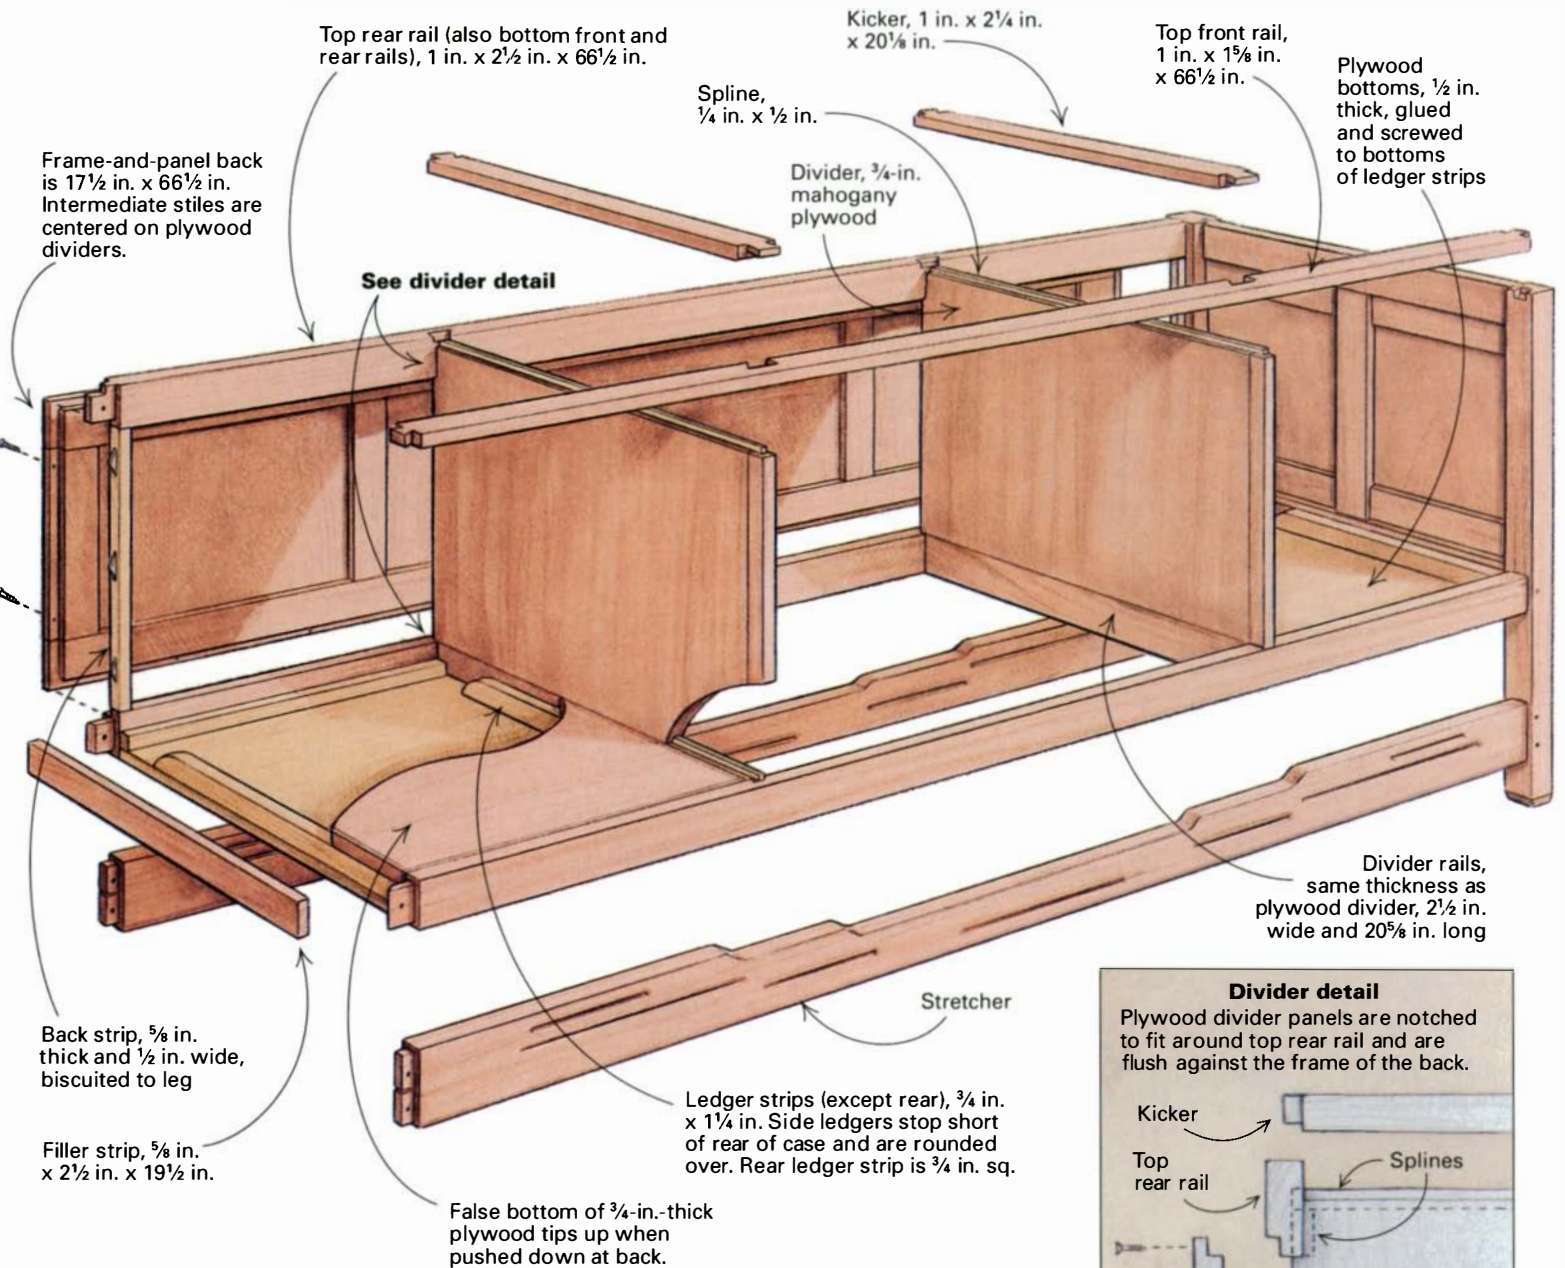 Top rear rail (also bottom front and
rear rails), 1 in. x 2½ in. x 66½ in.
Kicker, 1 in. x 2¼ in.
x 20⅛ in.
Top front rail,
1 in. x 1⅝ in.
x 66½ in.
Plywood
bottoms, ½ in.
thick, glued
and screwed
to bottoms
of ledger strips
Spline,
¼ in. x ½ in.
Frame-and-panel back
is 17½ in. x 66½ in.
Intermediate stiles are
centered on plywood
dividers.
Divider, ¾-in.
mahogany
plywood
See divider detail
Divider rails,
same thickness as
plywood divider, 2½ in.
wide and 20⅝ in. long
Stretcher
Back strip, ⅝ in.
thick and ½ in. wide,
biscuited to leg
Filler strip, ⅝ in.
x 2½ in. x 19½ in.
Ledger strips (except rear), ¾ in.
x 1¼ in. Side ledgers stop short
of rear of case and are rounded
over. Rear ledger strip is ¾ in. sq.
False bottom of ¾-in.-thick
plywood tips up when
pushed down at back.
Divider detail
Plywood divider panels are notched
to fit around top rear rail and are
flush against the frame of the back.
Kicker
Top
rear rail
Splines